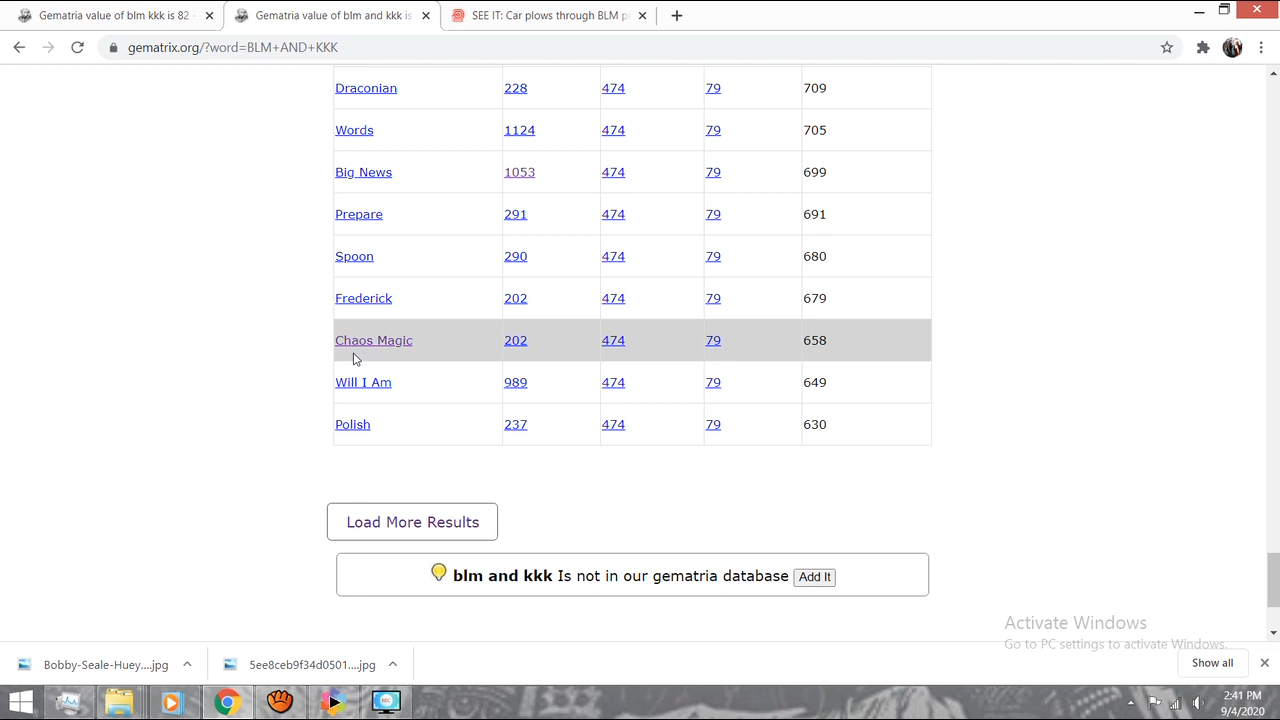 Gematria value of blm kkk is 82
Gematria value of blm and kkk is
SEE IT: Car plows through BLM p
gematrix.org/?word=BLM+AND+KKK
Draconian 228 474 79 709
Words 1124 474 79 705
Big News 1053 474 79 699
Prepare 291 474 79 691
Spoon 290 474 79 680
Frederick 202 474 79 679
Chaos Magic 202 474 79 658
Will I Am 989 474 79 649
Polish 237 474 79 630
Load More Results
blm and kkk Is not in our gematria database Add It
Activate Windows
Go to PC settings to activate Windows.
Bobby-Seale-Huey....jpg
5ee8ceb9f34d0501....jpg
Show all
REC
2:41 PM
9/4/2020